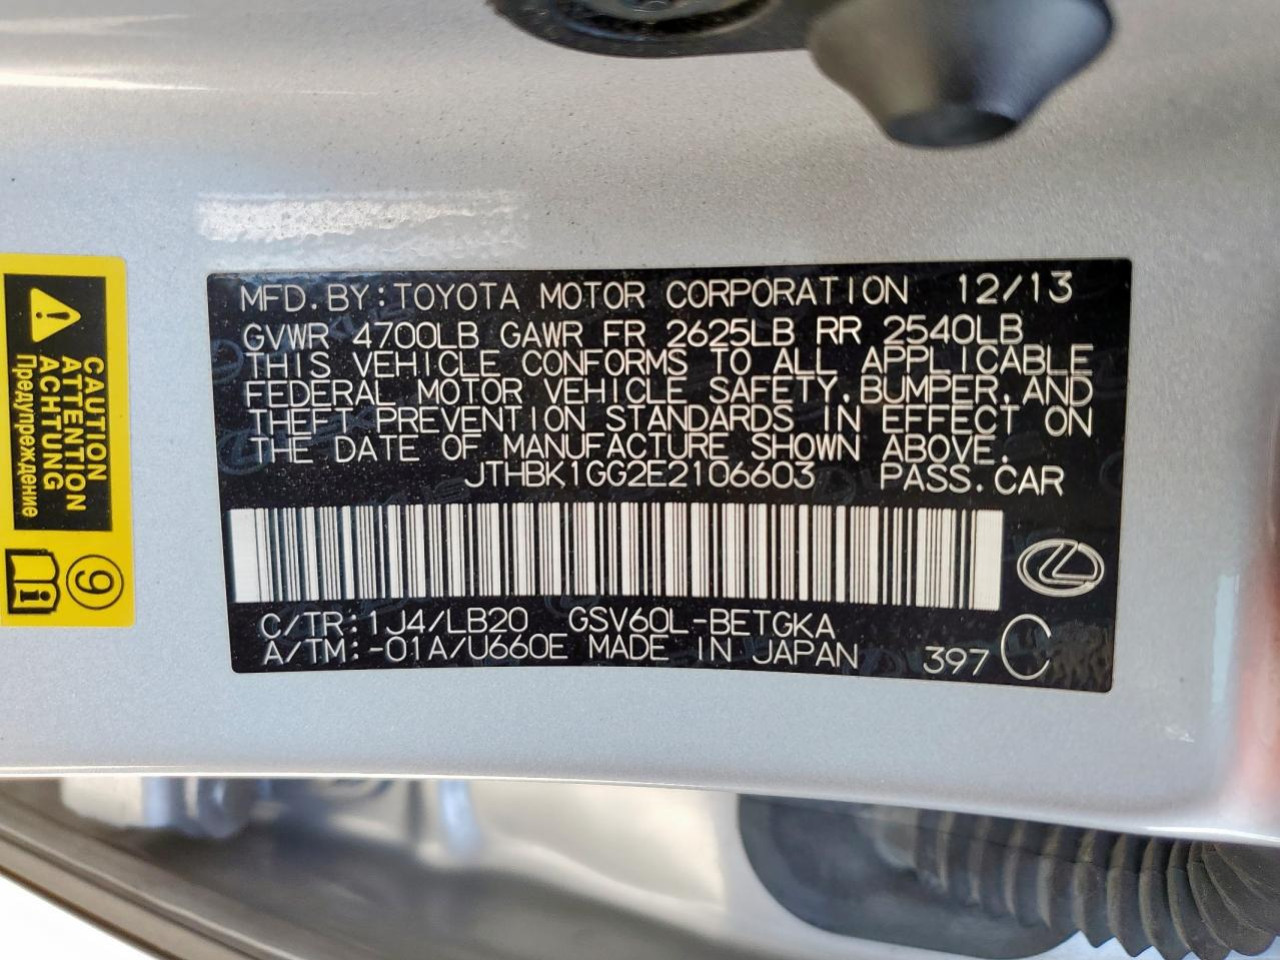 MFD. BY: TOYOTA MOTOR CORPORATION 12/13
GVWR 4700LB GAWR FR 2625LB RR 2540LB
THIS VEHICLE CONFORMS TO ALL APPLICABLE
FEDERAL MOTOR VEHICLE SAFETY, BUMPER, AND
THEFT PREVENTION STANDARDS IN EFFECT ON
THE DATE OF MANUFACTURE SHOWN ABOVE.
JTHBK1GG2E2106603 PASS. CAR
C/TR: 1J4/LB20 GSV60L-BETGKA
A/TM: -01A/U660E MADE IN JAPAN 397 C
CAUTION
ATTENTION
ACHTUNG
Предупреждение
9